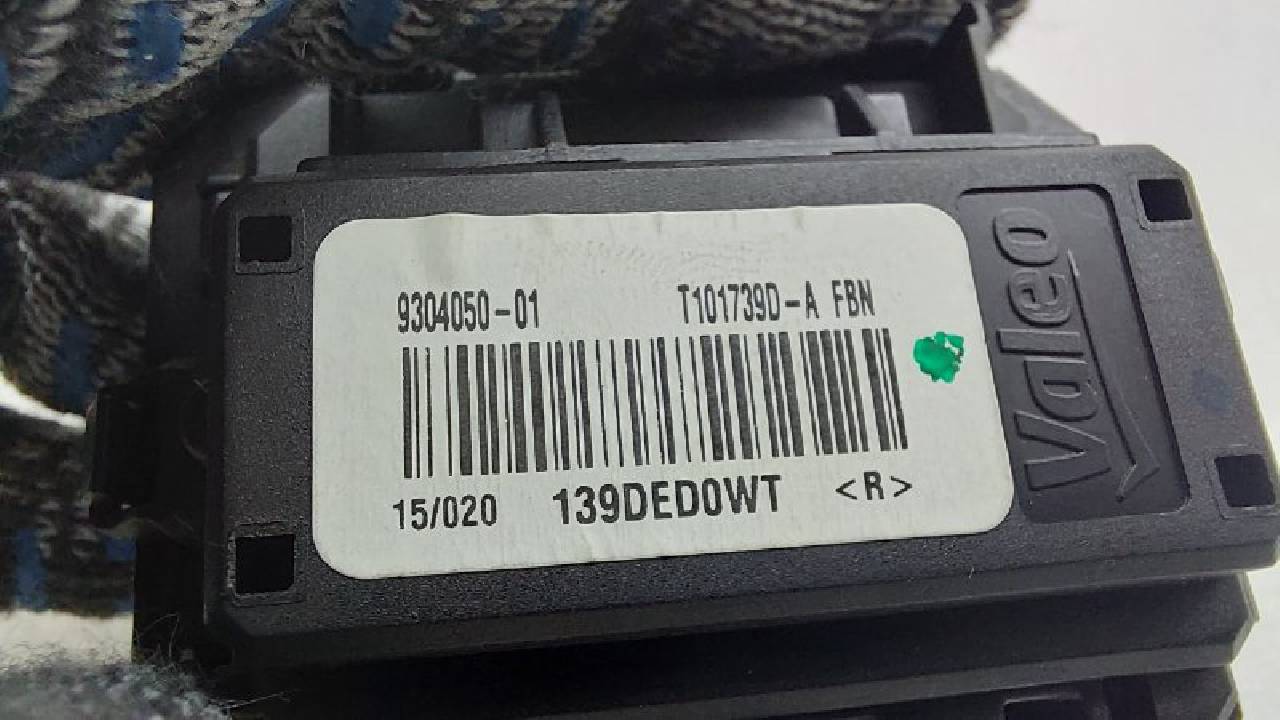 9304050-01 T101739D-A FBN
15/020 139DED0WT <R>
Valeo